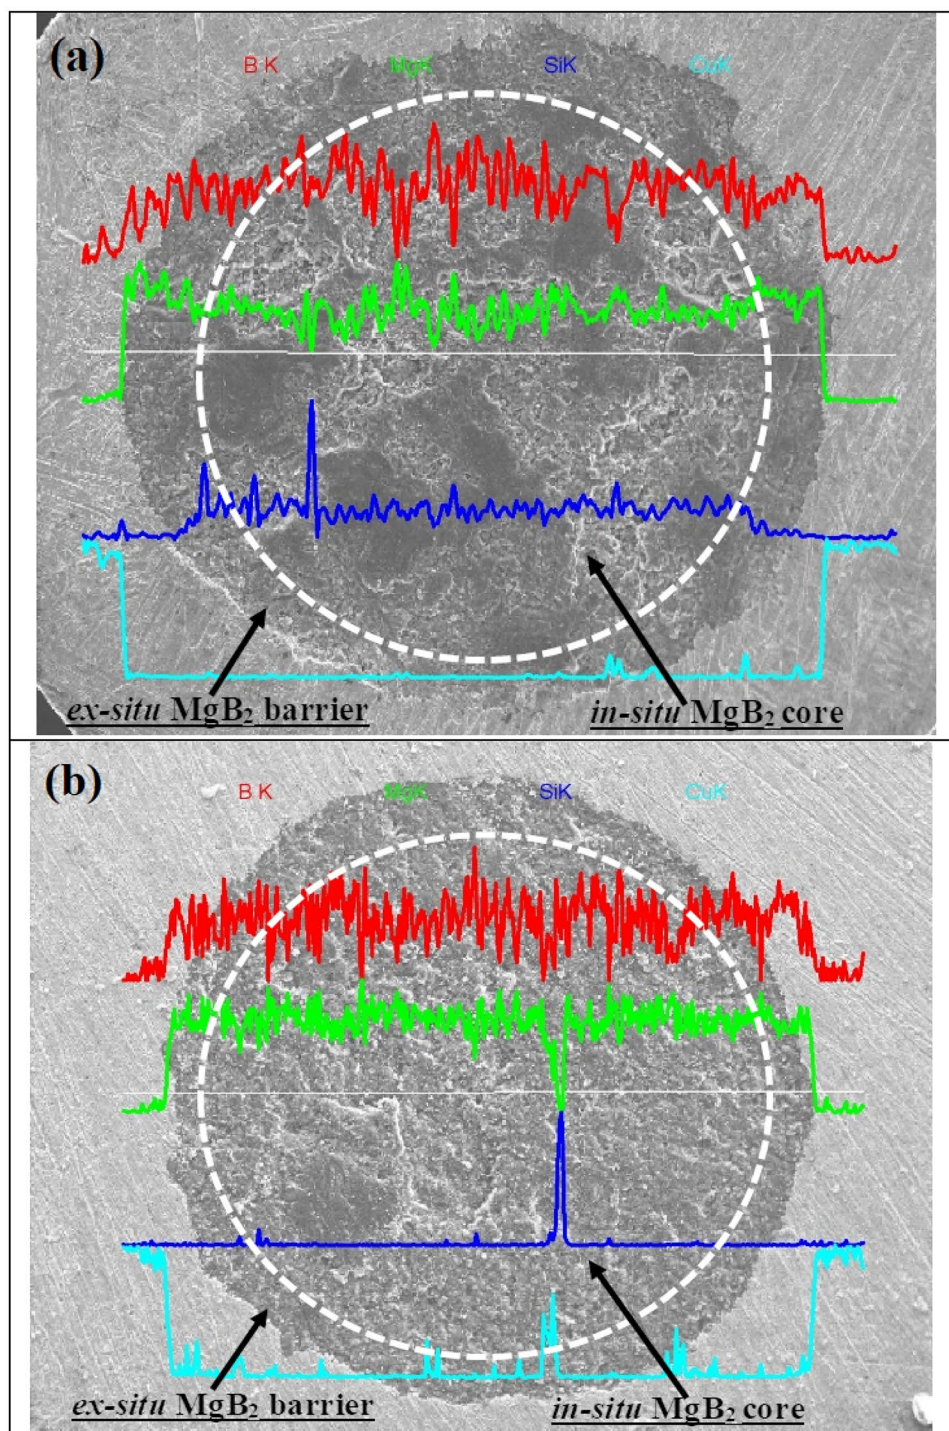 (a)
B K MgK SiK CuK
ex-situ MgB₂ barrier
in-situ MgB₂ core
(b)
B K MgK SiK CuK
ex-situ MgB₂ barrier
in-situ MgB₂ core